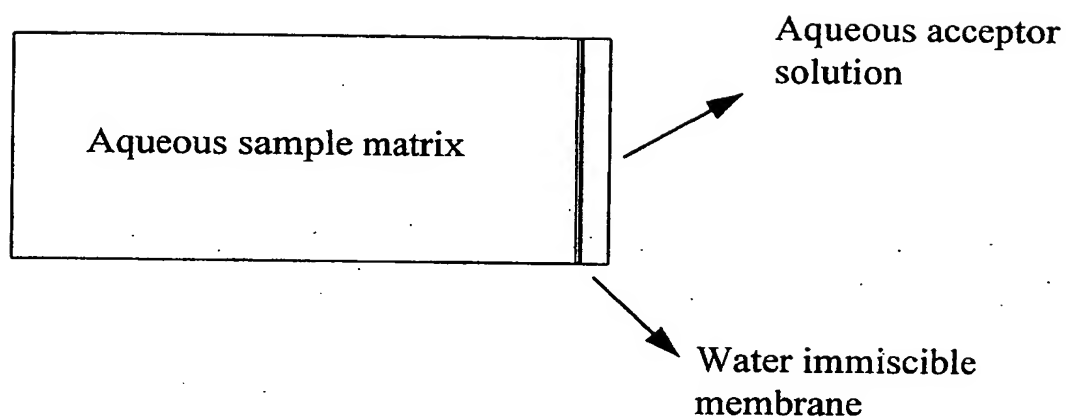 Aqueous acceptor
solution
Aqueous sample matrix
Water immiscible
membrane